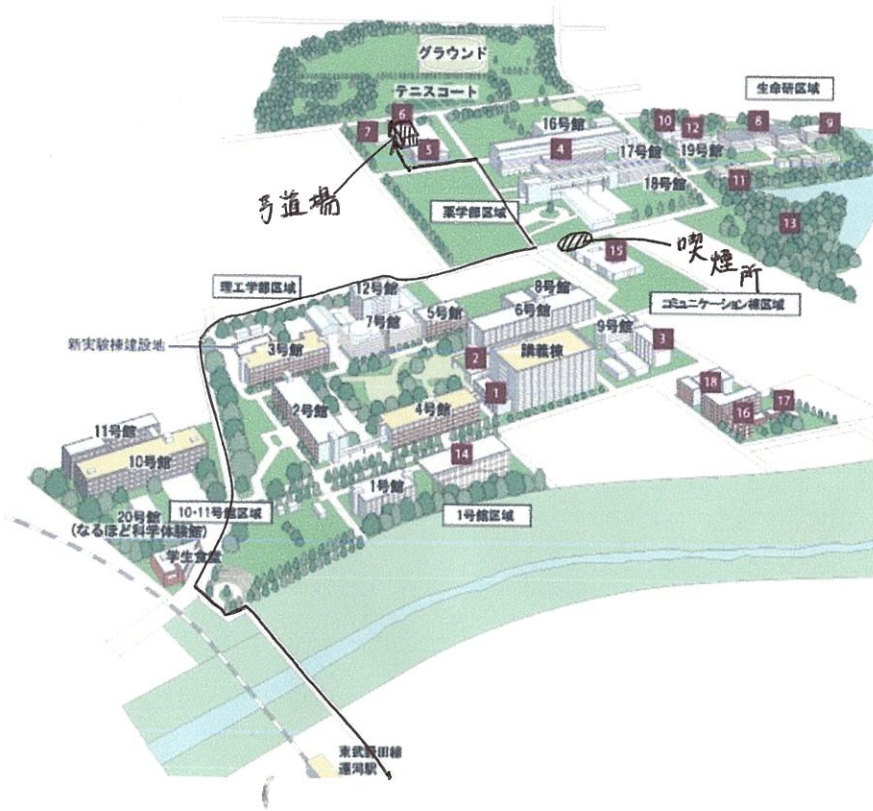 グラウンド
テニスコート
生命研区域
6
7
5
16号館
4
17号館
10
12
19号館
8
9
18号館
11
13
弓道場
薬学部区域
15
喫煙所
理工学部区域
12号館
コミュニケーション棟区域
8号館
7号館
5号館
6号館
新実験棟建設地
3号館
9号館
3
講義棟
2
1
2号館
4号館
18
16
17
11号館
10号館
14
1号館
10・11号館区域
1号館区域
20号館
(なるほど科学体験館)
学生食堂
東武野田線
運河駅